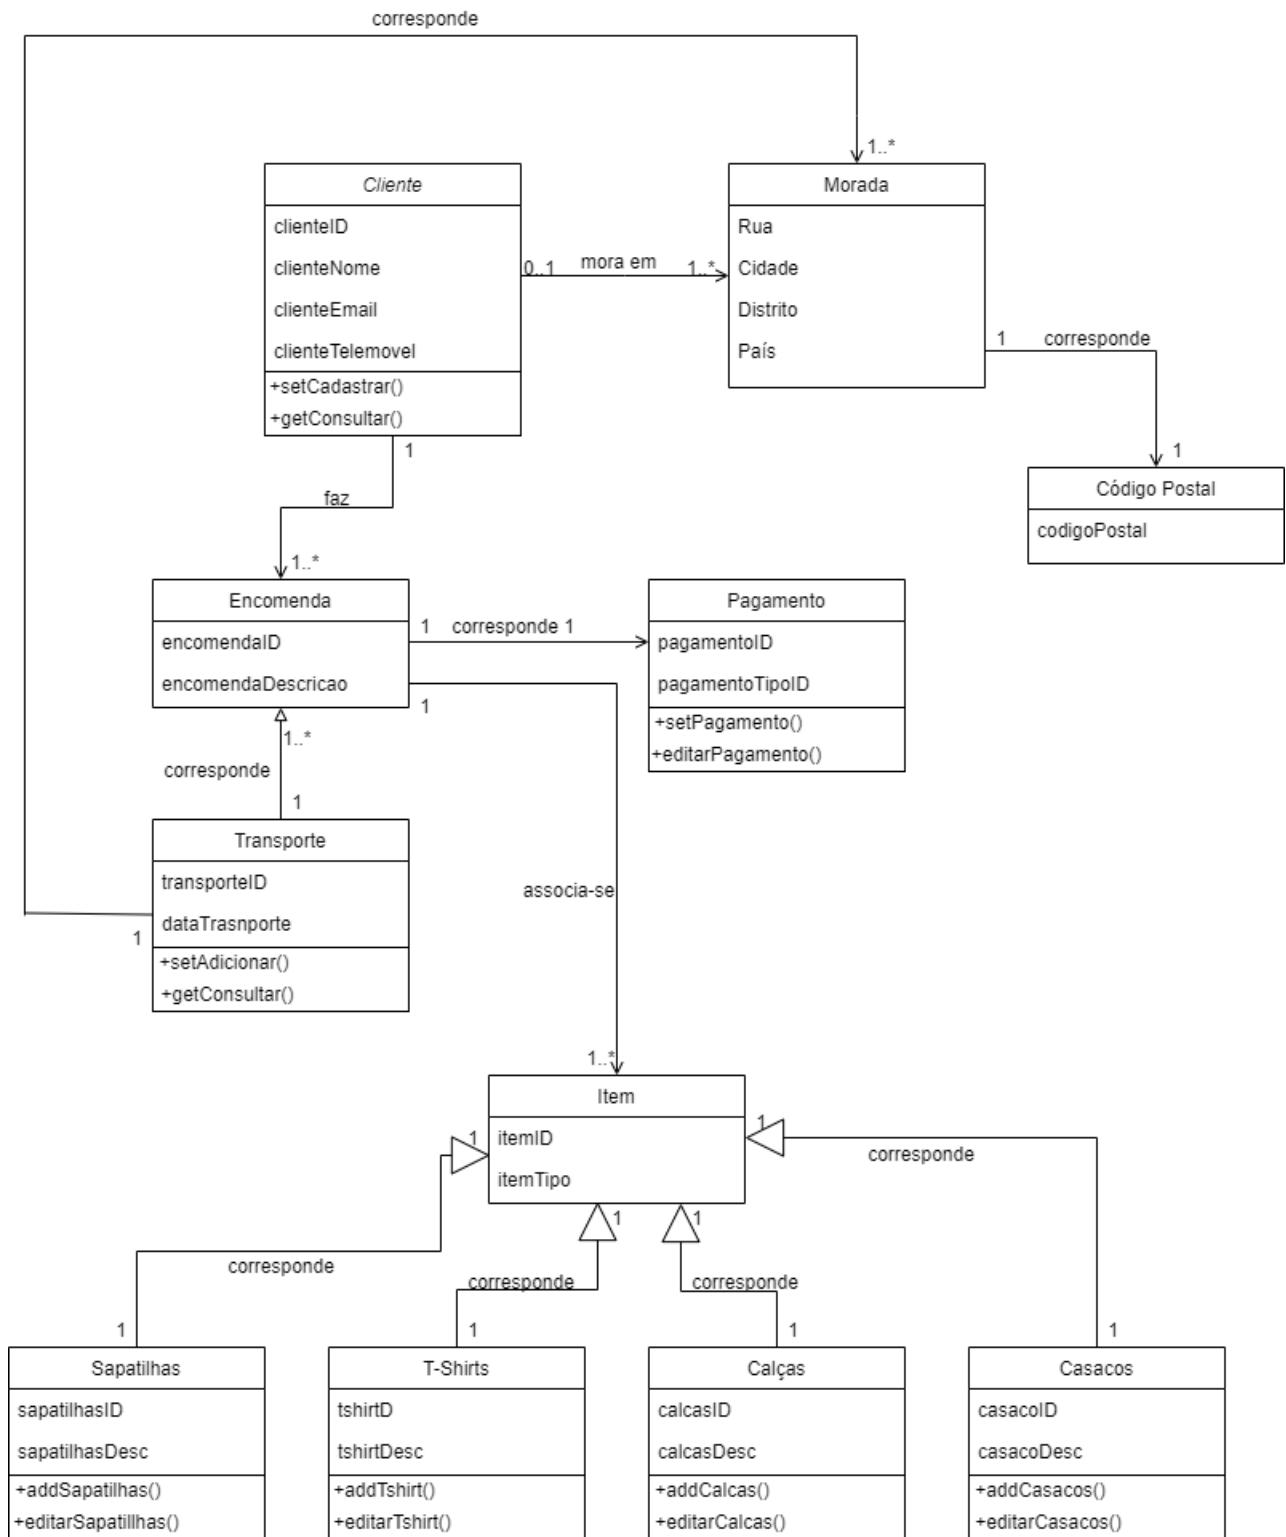 corresponde
1..*
Cliente
clienteID
clienteNome
clienteEmail
clienteTelemovel
+setCadastrar()
+getConsultar()
0..1
mora em
1..*
Morada
Rua
Cidade
Distrito
País
1
corresponde
1
Código Postal
codigoPostal
1
faz
1..*
Encomenda
encomendaID
encomendaDescricao
1
corresponde 1
1
Pagamento
pagamentoID
pagamentoTipoID
+setPagamento()
+editarPagamento()
1..*
corresponde
1
Transporte
transporteID
dataTrasnporte
+setAdicionar()
+getConsultar()
1
associa-se
1..*
Item
itemID
itemTipo
1
corresponde
1
1
corresponde
1
1
corresponde
1
1
corresponde
1
Sapatilhas
sapatilhasID
sapatilhasDesc
+addSapatilhas()
+editarSapatillhas()
T-Shirts
tshirtD
tshirtDesc
+addTshirt()
+editarTshirt()
Calças
calcasID
calcasDesc
+addCalcas()
+editarCalcas()
Casacos
casacoID
casacoDesc
+addCasacos()
+editarCasacos()